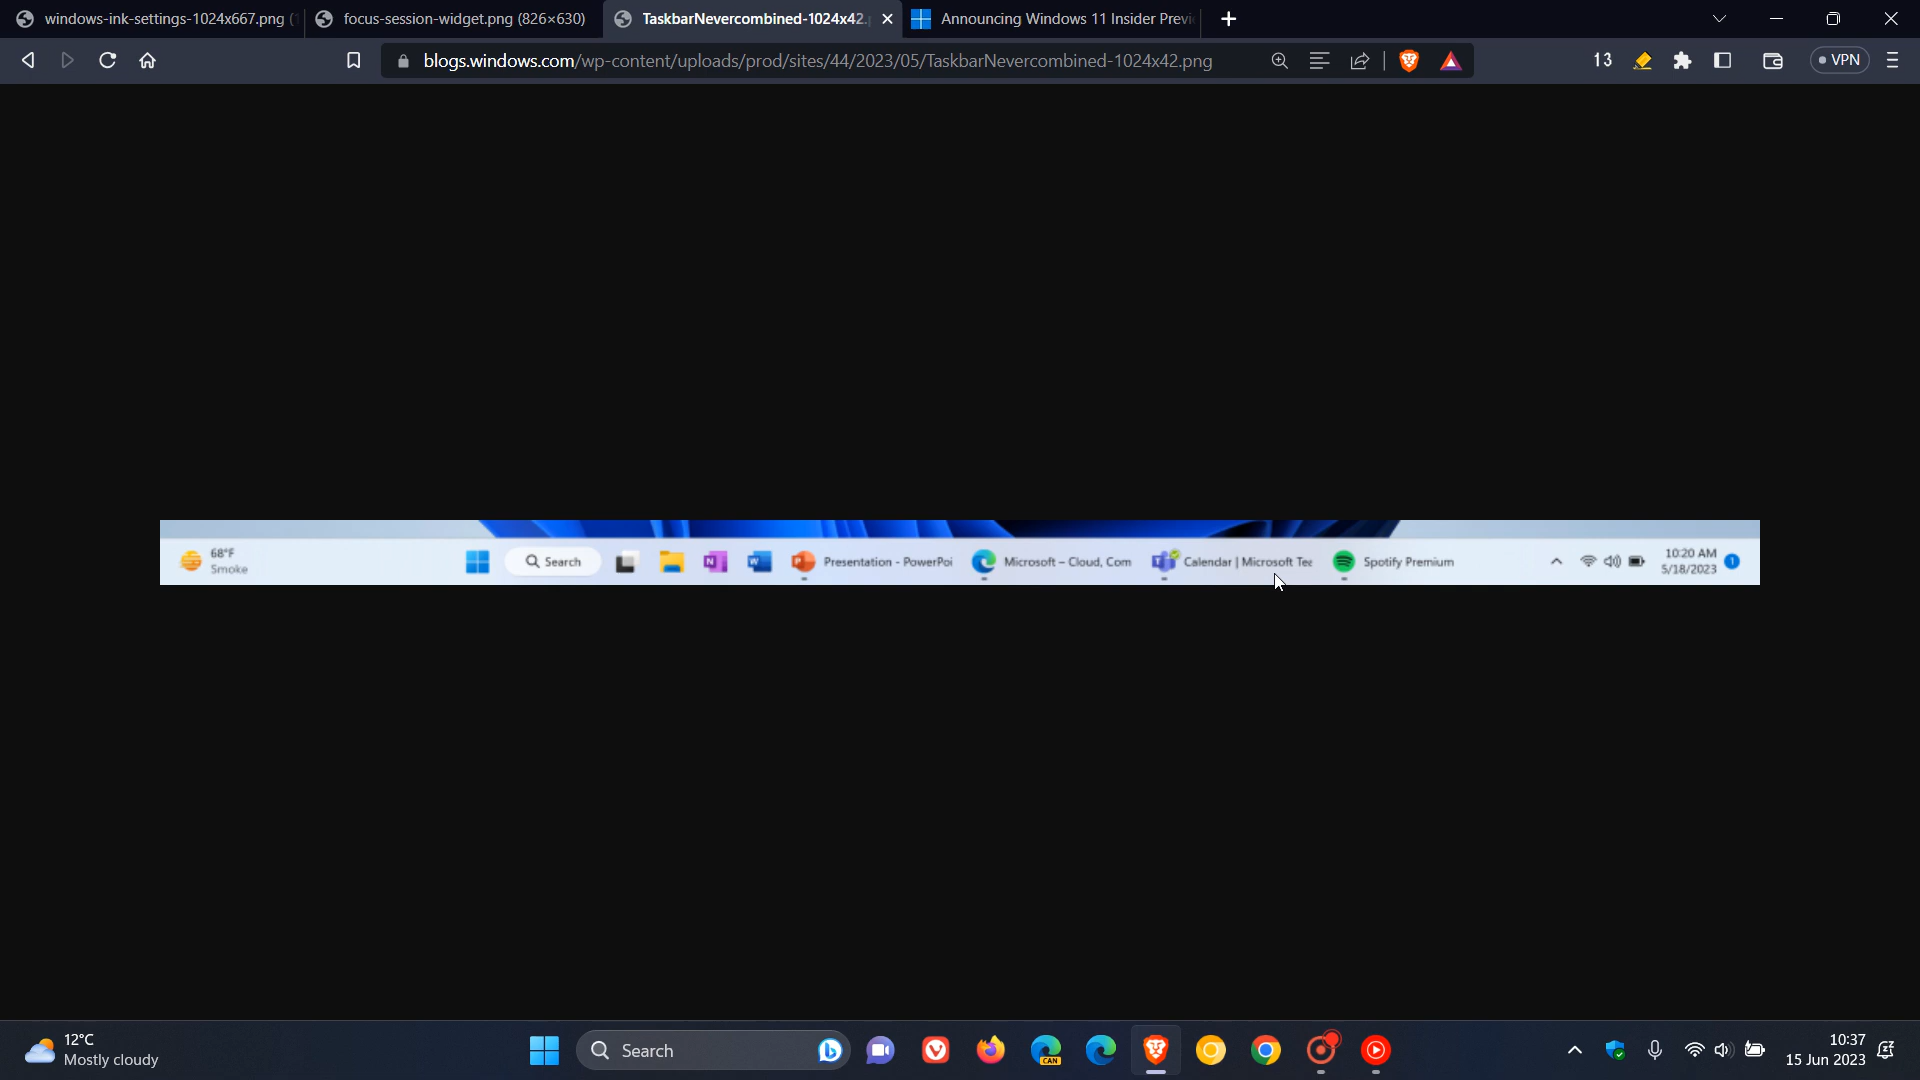 windows-ink-settings-1024x667.png (
focus-session-widget.png (826×630)
TaskbarNevercombined-1024x42.
Announcing Windows 11 Insider Previ
blogs.windows.com/wp-content/uploads/prod/sites/44/2023/05/TaskbarNevercombined-1024x42.png
13
VPN
68°F
Smoke
Search
Presentation - PowerPoi
Microsoft – Cloud, Com
Calendar | Microsoft Tea
Spotify Premium
10:20 AM
5/18/2023
1
12°C
Mostly cloudy
Search
CAN
10:37
15 Jun 2023